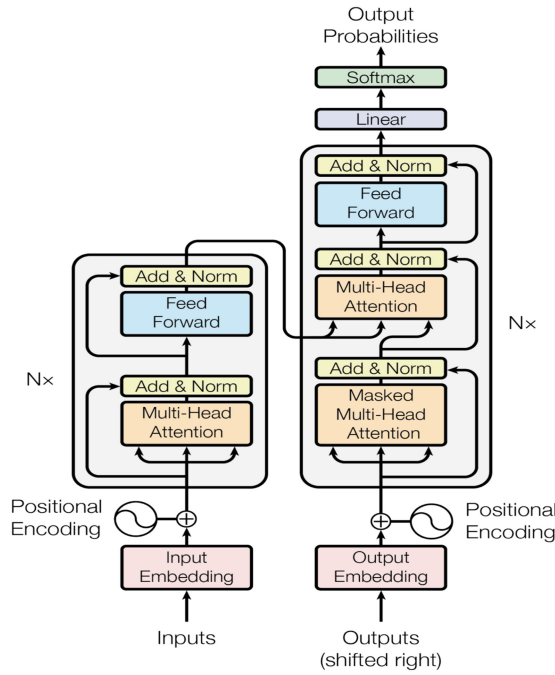 Output
Probabilities
Softmax
Linear
Add & Norm
Feed
Forward
Add & Norm
Multi-Head
Attention
Add & Norm
Masked
Multi-Head
Attention
N×
Add & Norm
Feed
Forward
Add & Norm
Multi-Head
Attention
N×
Positional
Encoding
Positional
Encoding
Input
Embedding
Output
Embedding
Inputs
Outputs
(shifted right)